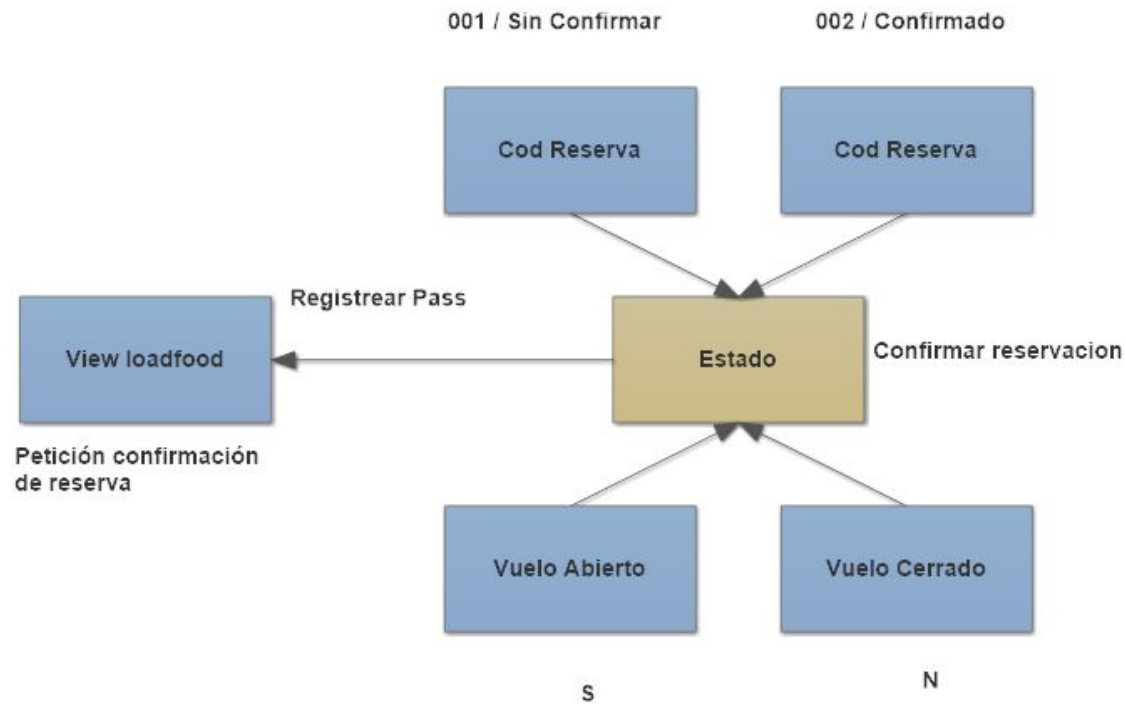 001 / Sin Confirmar
002 / Confirmado
Cod Reserva
Cod Reserva
Registrear Pass
View loadfood
Estado
Confirmar reservacion
Petición confirmación
de reserva
Vuelo Abierto
Vuelo Cerrado
S
N